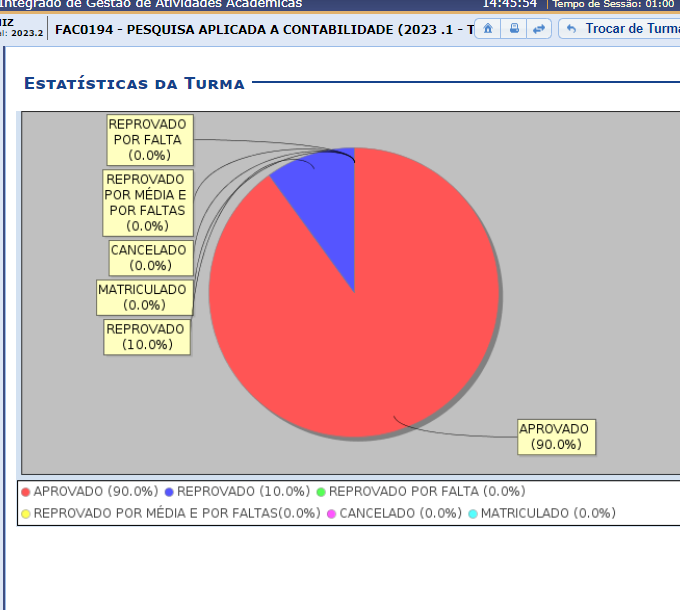 Integrado de Gestão de Atividades Acadêmicas 14:45:54 Tempo de Sessão: 01:00
2023.2 FAC0194 - PESQUISA APLICADA A CONTABILIDADE (2023 .1 - T Trocar de Turma
ESTATÍSTICAS DA TURMA
REPROVADO
POR FALTA
(0.0%)
REPROVADO
POR MÉDIA E
POR FALTAS
(0.0%)
CANCELADO
(0.0%)
MATRICULADO
(0.0%)
REPROVADO
(10.0%)
APROVADO
(90.0%)
APROVADO (90.0%) REPROVADO (10.0%) REPROVADO POR FALTA (0.0%)
REPROVADO POR MÉDIA E POR FALTAS(0.0%) CANCELADO (0.0%) MATRICULADO (0.0%)